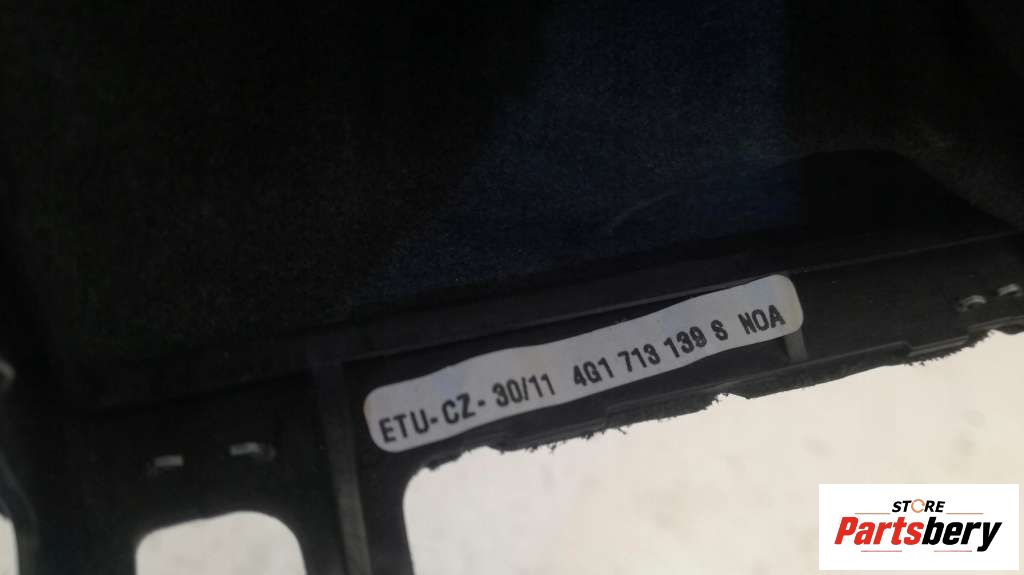 ETU-CZ-30/11 4G1 713 139 S NOA
STORE
Partsbery